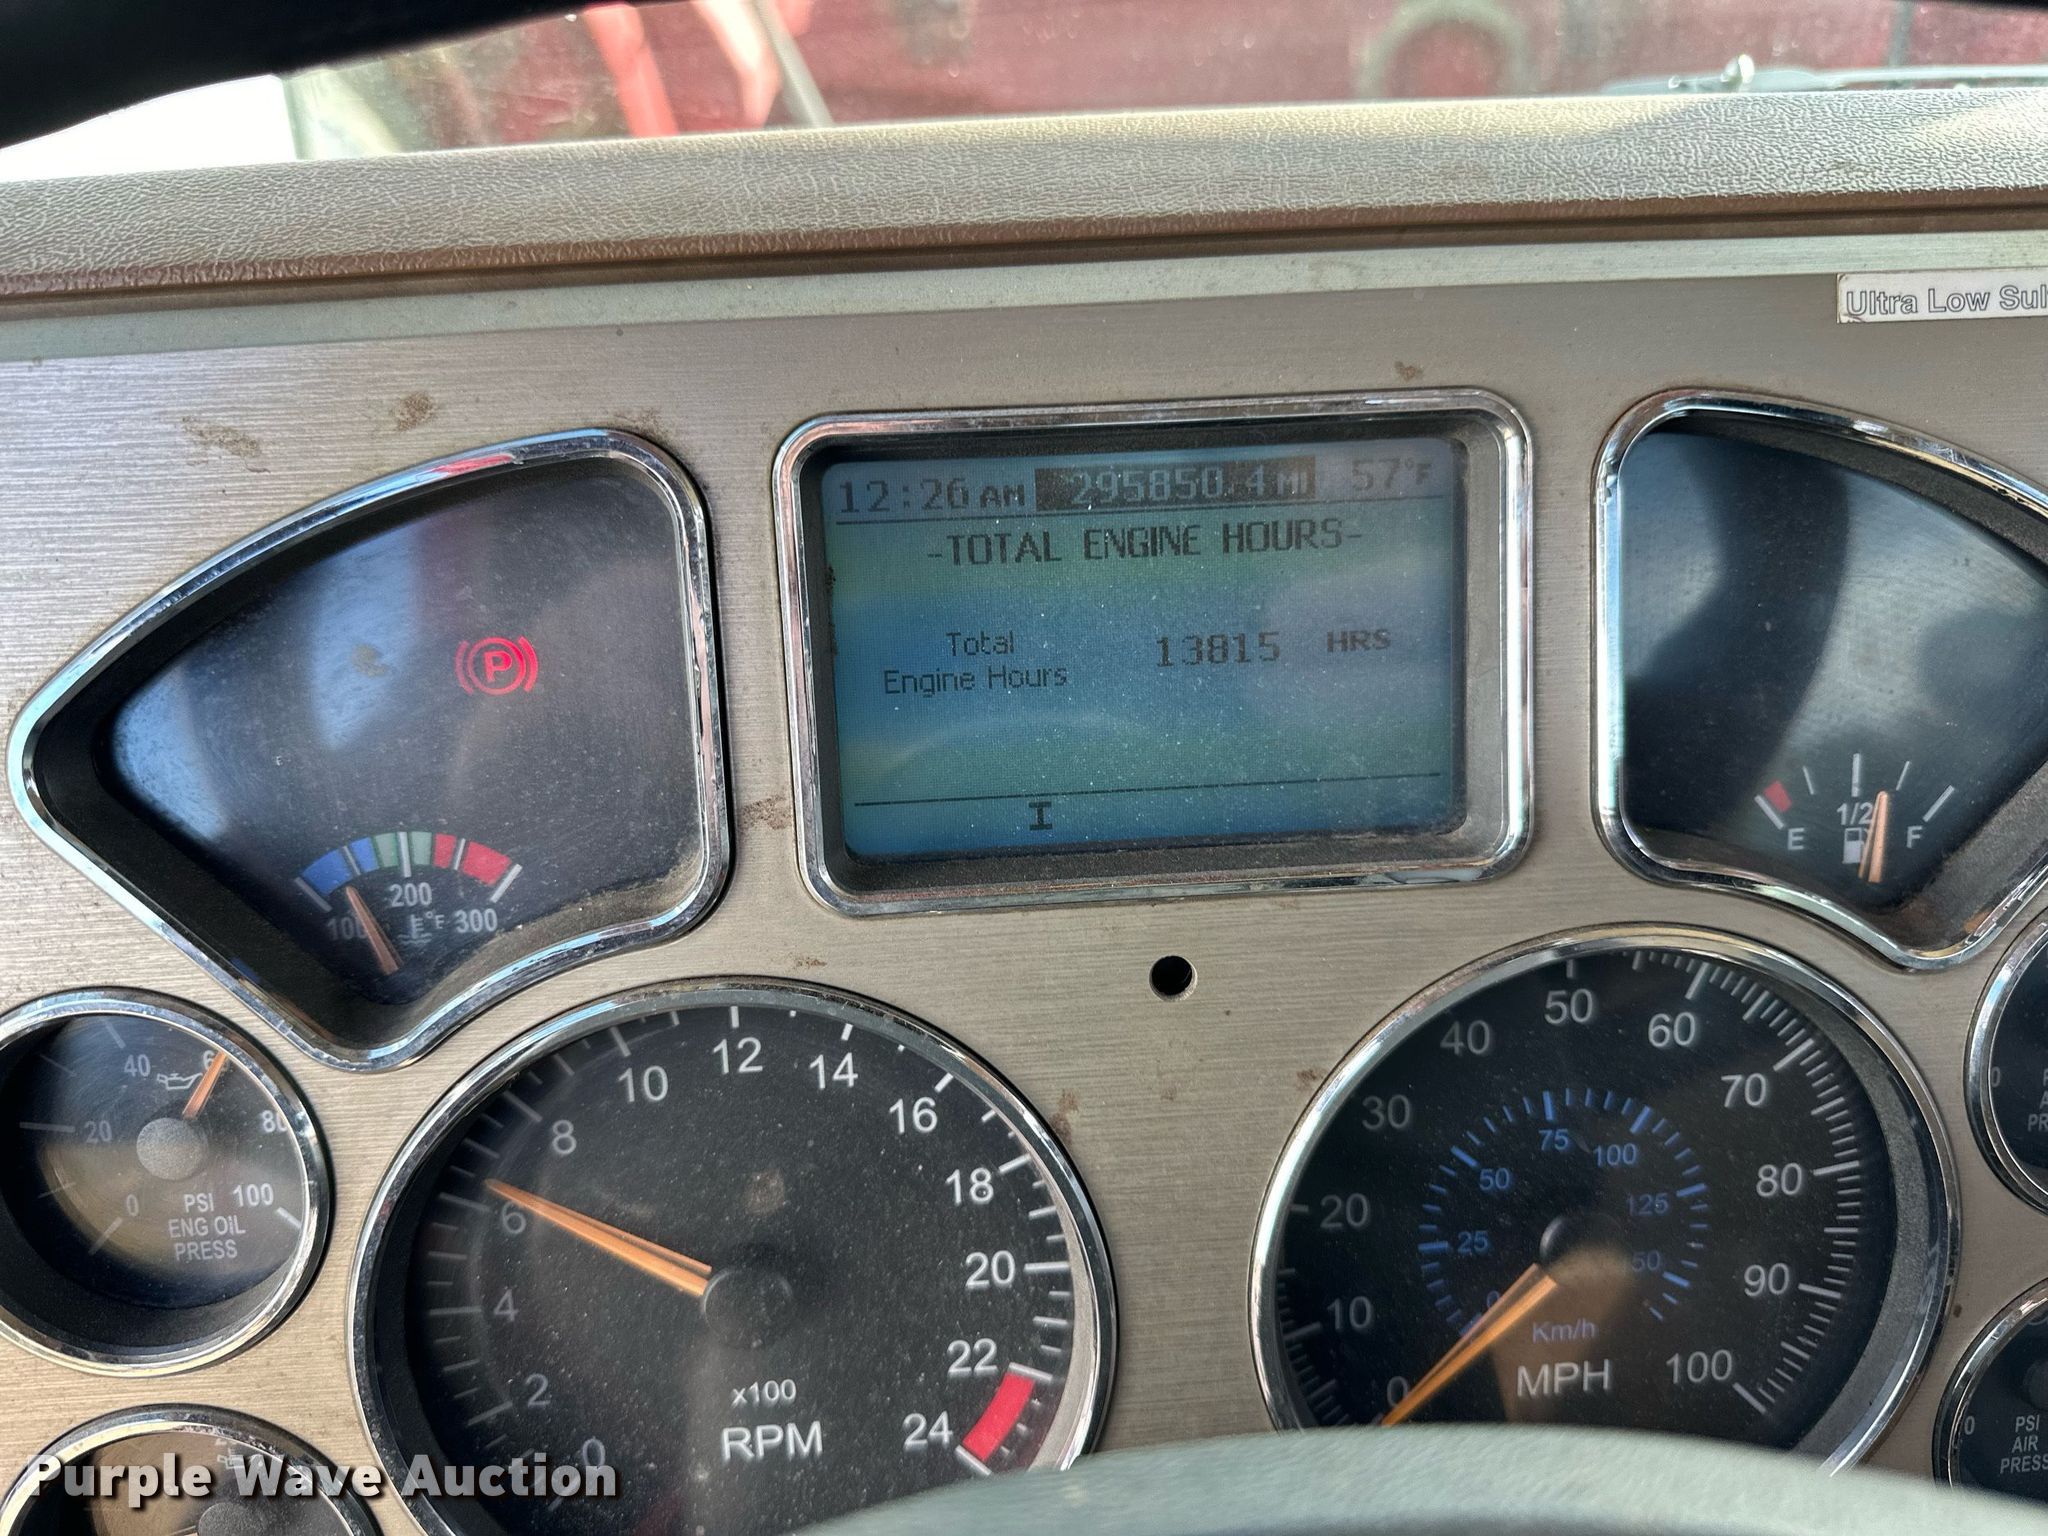 Ultra Low
12:26 AM 295850.4 MI 57°F
-TOTAL ENGINE HOURS-
Total 13815 HRS
Engine Hours
P
100 200 300
°F
E 1/2 F
0 20 40 80 100
PSI
ENG OIL
PRESS
0 2 4 6 8 10 12 14 16 18 20 22 24
x100
RPM
0 10 20 30 40 50 60 70 80 90 100
25 50 75 100 125
Km/h
MPH
0
PSI
AIR
PRESS
Purple Wave Auction